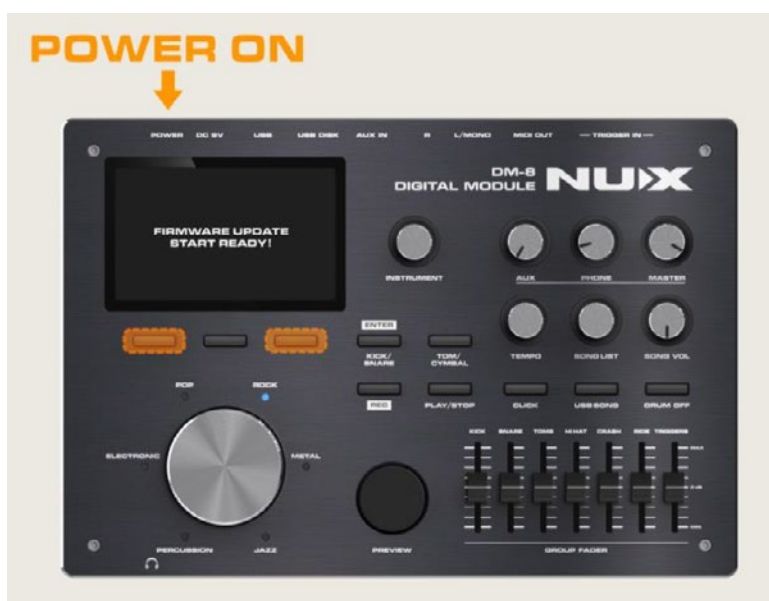 POWER ON
POWER DC 9V USB USB DISK AUX IN R L/MONO MIDI OUT — TRIGGER IN —
DM-8
DIGITAL MODULE NUX
FIRMWARE UPDATE
START READY!
INSTRUMENT AUX PHONE MASTER
ENTER
KICK/
SNARE
TOM/
CYMBAL
TEMPO SONG LIST SONG VOL
REC PLAY/STOP CLICK USB SONG DRUM OFF
POP ROCK
ELECTRONIC METAL
PERCUSSION JAZZ
PREVIEW
KICK SNARE TOMS HI HAT CRASH RIDE TRIGGERS
MAX
0 dB
GROUP FADER